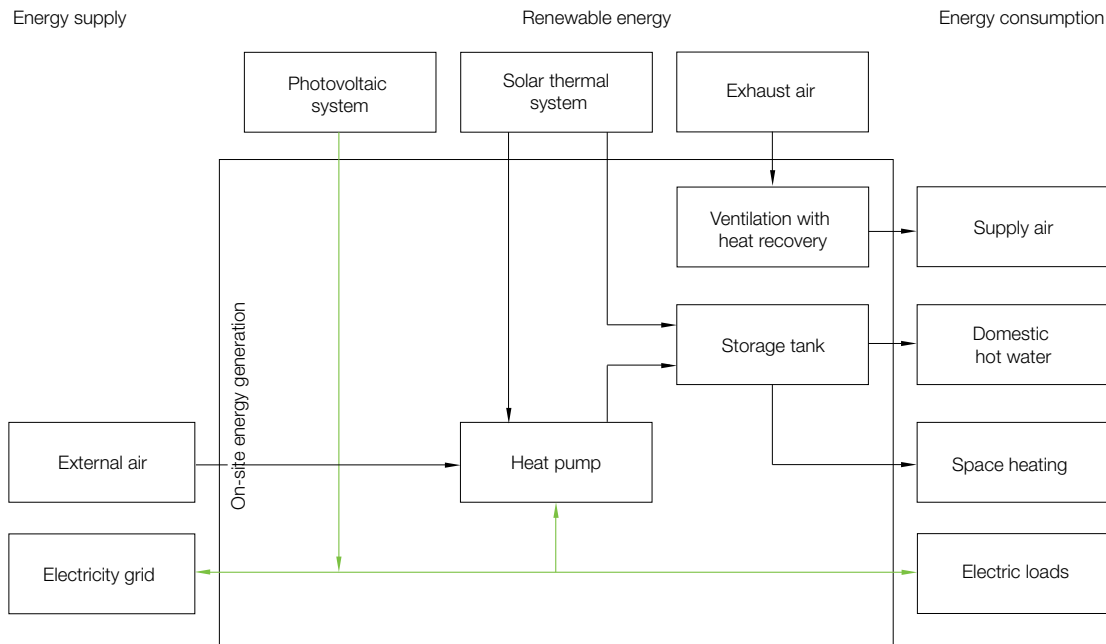 Energy supply
Renewable energy
Energy consumption
Photovoltaic
system
Solar thermal
system
Exhaust air
Ventilation with
heat recovery
Supply air
On-site energy generation
Storage tank
Domestic
hot water
External air
Heat pump
Space heating
Electricity grid
Electric loads